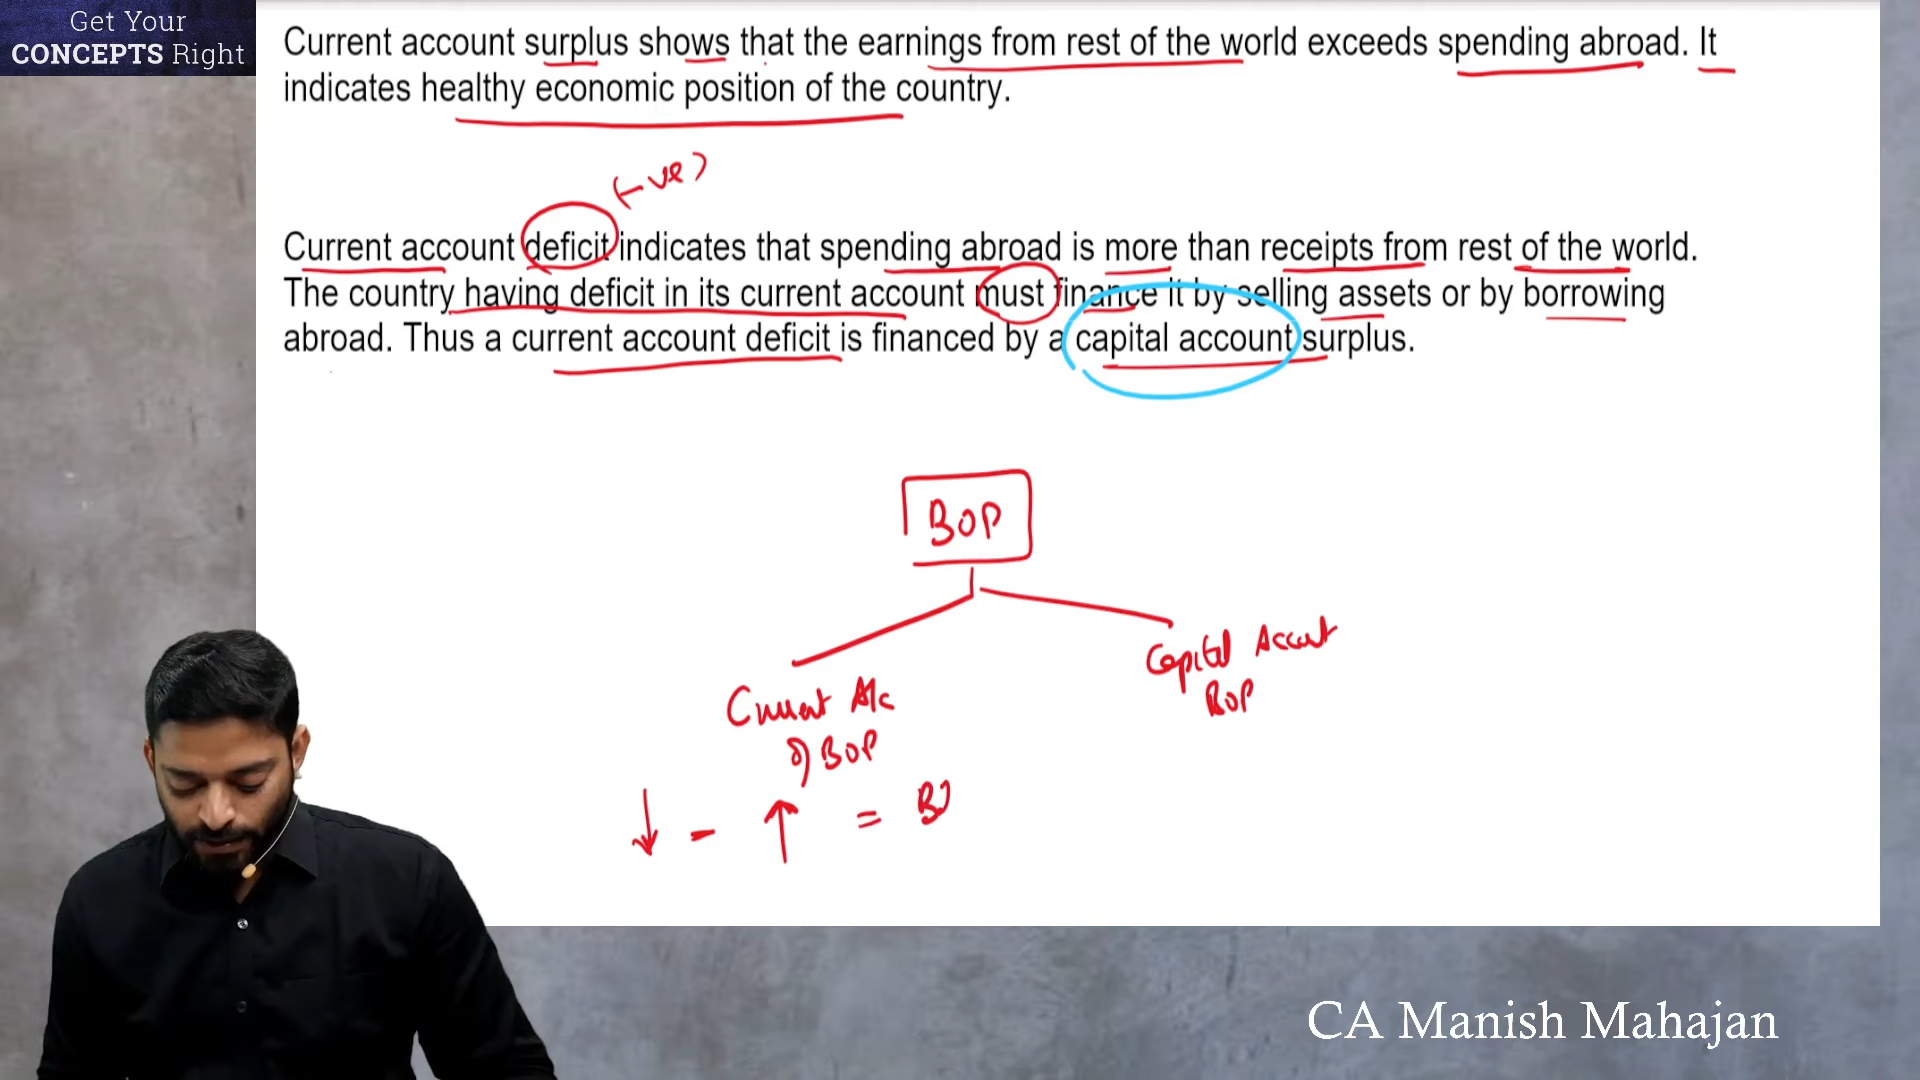 Get Your
CONCEPTS Right
Current account surplus shows that the earnings from rest of the world exceeds spending abroad. It
indicates healthy economic position of the country.
(-ve)
Current account deficit indicates that spending abroad is more than receipts from rest of the world.
The country having deficit in its current account must finance it by selling assets or by borrowing
abroad. Thus a current account deficit is financed by a capital account surplus.
BOP
Current A/c
of BOP
Capital Account
BOP
↓ - ↑ =
CA Manish Mahajan